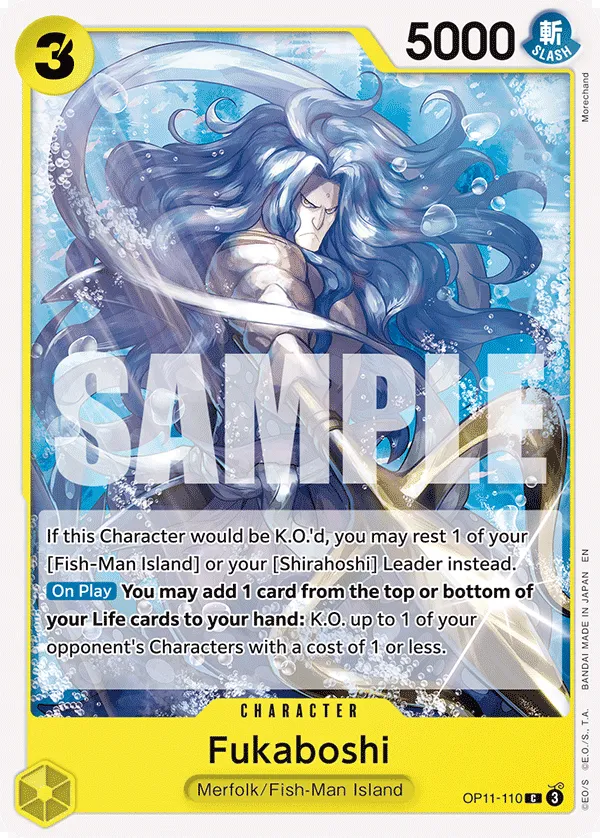 3
5000
斬
SLASH
Morechand
SAMPLE
If this Character would be K.O.'d, you may rest 1 of your
[Fish-Man Island] or your [Shirahoshi] Leader instead.
On Play You may add 1 card from the top or bottom of
your Life cards to your hand: K.O. up to 1 of your
opponent's Characters with a cost of 1 or less.
CHARACTER
Fukaboshi
Merfolk/Fish-Man Island
OP11-110 C 3
©EO/S ©E.O./S., T.A. BANDAI MADE IN JAPAN EN